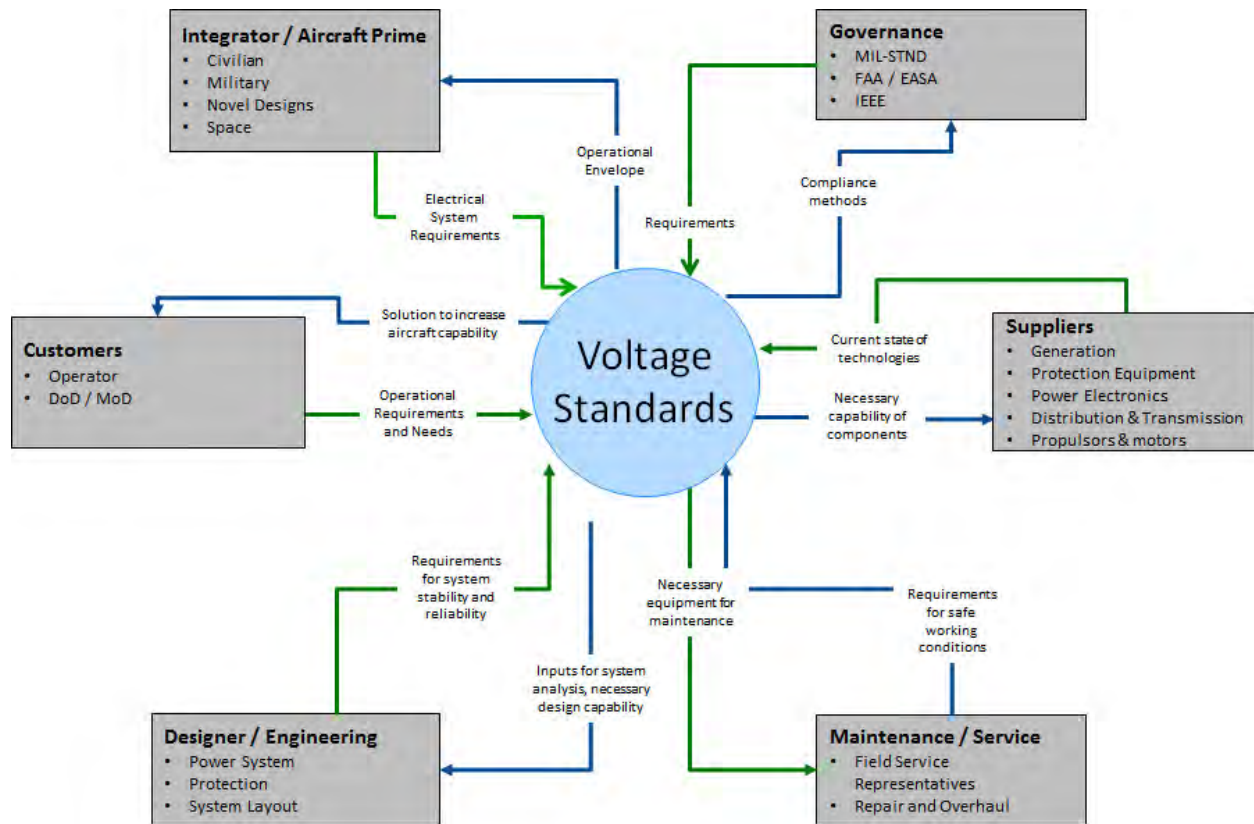 Integrator / Aircraft Prime
• Civilian
• Military
• Novel Designs
• Space
Governance
• MIL-STND
• FAA / EASA
• IEEE
Operational
Envelope
Compliance
methods
Electrical
System
Requirements
Requirements
Solution to increase
aircraft capability
Current state of
technologies
Customers
• Operator
• DoD / MoD
Voltage
Standards
Suppliers
• Generation
• Protection Equipment
• Power Electronics
• Distribution & Transmission
• Propulsors & motors
Operational
Requirements
and Needs
Necessary
capability of
components
Requirements
for system
stability and
reliability
Necessary
equipment for
maintenance
Requirements
for safe
working
conditions
Inputs for system
analysis, necessary
design capability
Designer / Engineering
• Power System
• Protection
• System Layout
Maintenance / Service
• Field Service
Representatives
• Repair and Overhaul